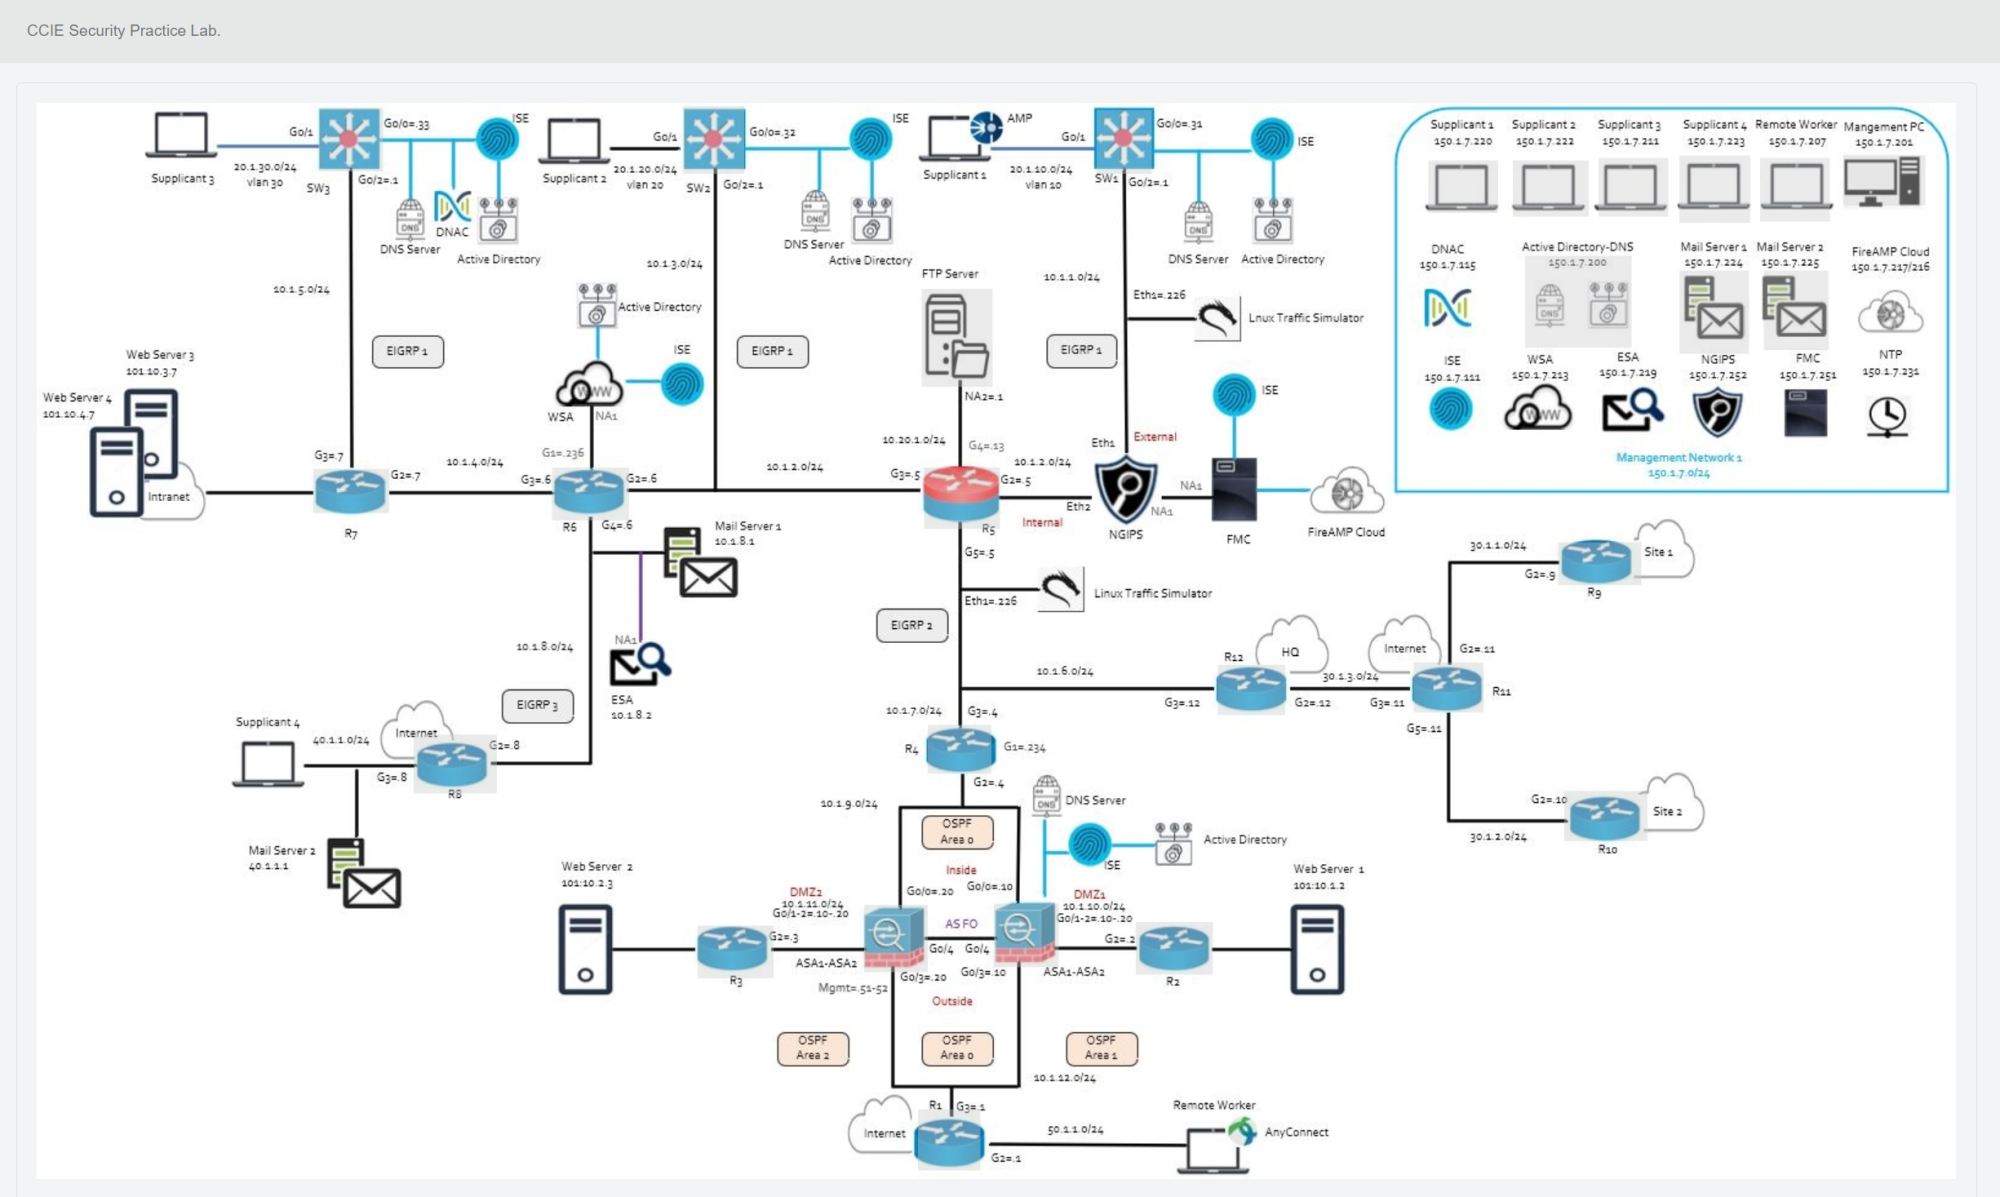 CCIE Security Practice Lab.
Supplicant 3
Go/1
20.1.30.0/24
vlan 30
SW3
Go/0=.33
Go/2=.1
ISE
DNS Server
DNAC
Active Directory
10.1.5.0/24
EIGRP 1
Supplicant 2
Go/1
20.1.20.0/24
vlan 20
SW2
Go/0=.32
Go/2=.1
ISE
DNS
DNS Server
Active Directory
10.1.3.0/24
EIGRP 1
Supplicant 1
AMP
Go/1
20.1.10.0/24
vlan 10
SW1
Go/0=.31
Go/2=.1
ISE
DNS
DNS Server
Active Directory
10.1.1.0/24
EIGRP 1
Eth1=.226
Lnux Traffic Simulator
Supplicant 1
150.1.7.220
Supplicant 2
150.1.7.222
Supplicant 3
150.1.7.211
Supplicant 4
150.1.7.223
Remote Worker
150.1.7.207
Mangement PC
150.1.7.201
DNAC
150.1.7.115
Active Directory-DNS
150.1.7.200
DNS
Mail Server 1
150.1.7.224
Mail Server 2
150.1.7.225
FireAMP Cloud
150.1.7.217/216
ISE
150.1.7.111
WSA
150.1.7.213
WWW
ESA
150.1.7.219
NGIPS
150.1.7.252
FMC
150.1.7.251
NTP
150.1.7.231
Management Network 1
150.1.7.0/24
Web Server 3
101.10.3.7
Web Server 4
101.10.4.7
Intranet
G3=.7
G2=.7
R7
10.1.4.0/24
Active Directory
ISE
WWW
WSA
NA1
G1=.236
G3=.6
G2=.6
R6
G4=.6
10.1.2.0/24
FTP Server
NA2=.1
10.20.1.0/24
G4=.13
G3=.5
G2=.5
R5
G5=.5
10.1.2.0/24
Eth1
External
Eth2
Internal
NGIPS
NA1
NA1
ISE
FMC
FireAMP Cloud
Mail Server 1
10.1.8.1
NA1
ESA
10.1.8.2
10.1.8.0/24
EIGRP 3
Supplicant 4
40.1.1.0/24
Internet
G2=.8
G3=.8
R8
Mail Server 2
40.1.1.1
Eth1=.226
Linux Traffic Simulator
EIGRP 2
10.1.6.0/24
R12
HQ
G3=.12
G2=.12
30.1.3.0/24
Internet
G3=.11
R11
G2=.11
G5=.11
30.1.1.0/24
G2=.9
R9
Site 1
G2=.10
30.1.2.0/24
R10
Site 2
10.1.7.0/24
G3=.4
R4
G1=.234
G2=.4
10.1.9.0/24
OSPF
Area 0
Inside
Go/0=.20
Go/0=.10
DNS
DNS Server
ISE
Active Directory
Web Server 2
101:10.2.3
DMZ2
10.1.11.0/24
Go/1-2=.10-.20
G2=.3
R3
ASA1-ASA2
Mgmt=.51-52
AS FO
Go/4
Go/4
Go/3=.20
Go/3=.10
Outside
DMZ1
10.1.10.0/24
Go/1-2=.10-.20
G2=.2
ASA1-ASA2
R2
Web Server 1
101:10.1.2
OSPF
Area 2
OSPF
Area 0
OSPF
Area 1
10.1.12.0/24
Internet
R1
G3=.1
G2=.1
50.1.1.0/24
Remote Worker
AnyConnect